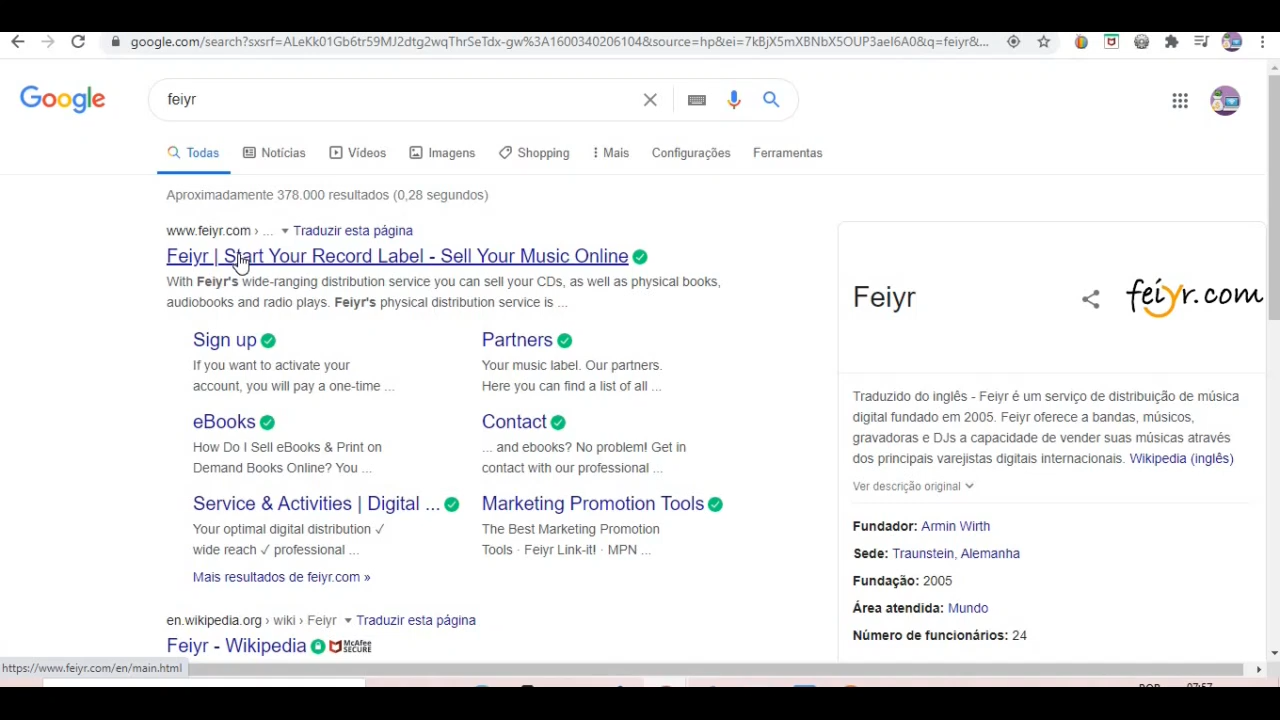 google.com/search?sxsrf=ALeKk01Gb6tr59MJ2dtg2wqThrSeTdx-gw%3A1600340206104&source=hp&ei=7kBjX5mXBNbX5OUP3aeI6A0&q=feiyr&...
Google
feiyr
Todas Notícias Vídeos Imagens Shopping Mais Configurações Ferramentas
Aproximadamente 378.000 resultados (0,28 segundos)
www.feiyr.com › ... Traduzir esta página
Feiyr | Start Your Record Label - Sell Your Music Online
With Feiyr's wide-ranging distribution service you can sell your CDs, as well as physical books,
audiobooks and radio plays. Feiyr's physical distribution service is ...
Sign up
If you want to activate your
account, you will pay a one-time ...
Partners
Your music label. Our partners.
Here you can find a list of all ...
eBooks
How Do I Sell eBooks & Print on
Demand Books Online? You ...
Contact
... and ebooks? No problem! Get in
contact with our professional ...
Service & Activities | Digital ...
Your optimal digital distribution ✓
wide reach ✓ professional ...
Marketing Promotion Tools
The Best Marketing Promotion
Tools · Feiyr Link-it! · MPN ...
Mais resultados de feiyr.com »
en.wikipedia.org › wiki › Feiyr Traduzir esta página
Feiyr - Wikipedia McAfee SECURE
https://www.feiyr.com/en/main.html
Feiyr
feiyr.com
Traduzido do inglês - Feiyr é um serviço de distribuição de música
digital fundado em 2005. Feiyr oferece a bandas, músicos,
gravadoras e DJs a capacidade de vender suas músicas através
dos principais varejistas digitais internacionais. Wikipedia (inglês)
Ver descrição original
Fundador: Armin Wirth
Sede: Traunstein, Alemanha
Fundação: 2005
Área atendida: Mundo
Número de funcionários: 24